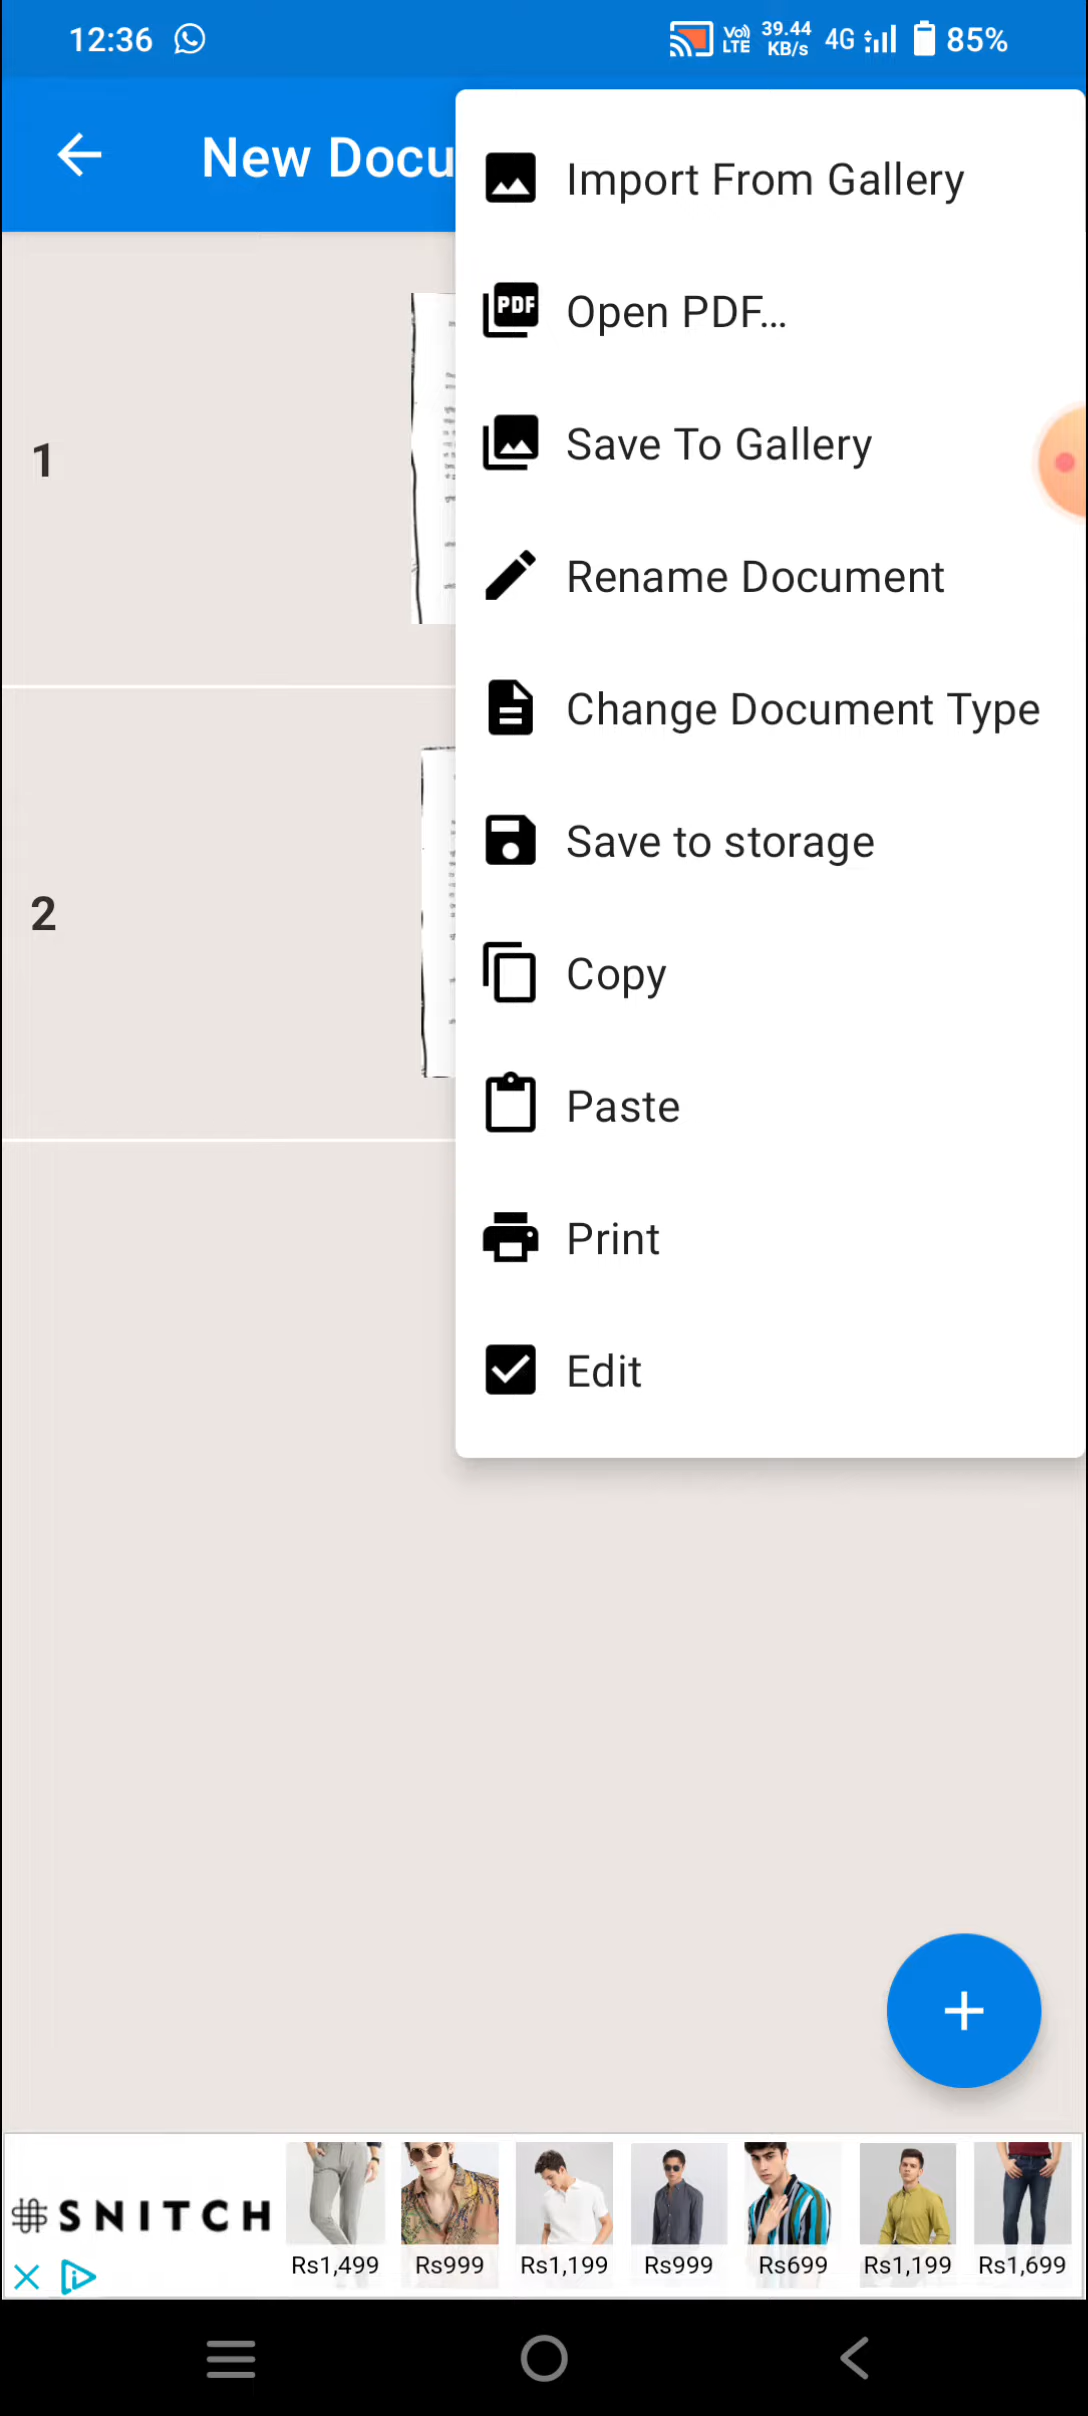 12:36
Vo)) LTE
39.44 KB/s
4G
85%
New Docu
Import From Gallery
PDF
Open PDF...
Save To Gallery
1
Rename Document
Change Document Type
Save to storage
2
Copy
Paste
Print
Edit
SNITCH
Rs1,499
Rs999
Rs1,199
Rs999
Rs699
Rs1,199
Rs1,699